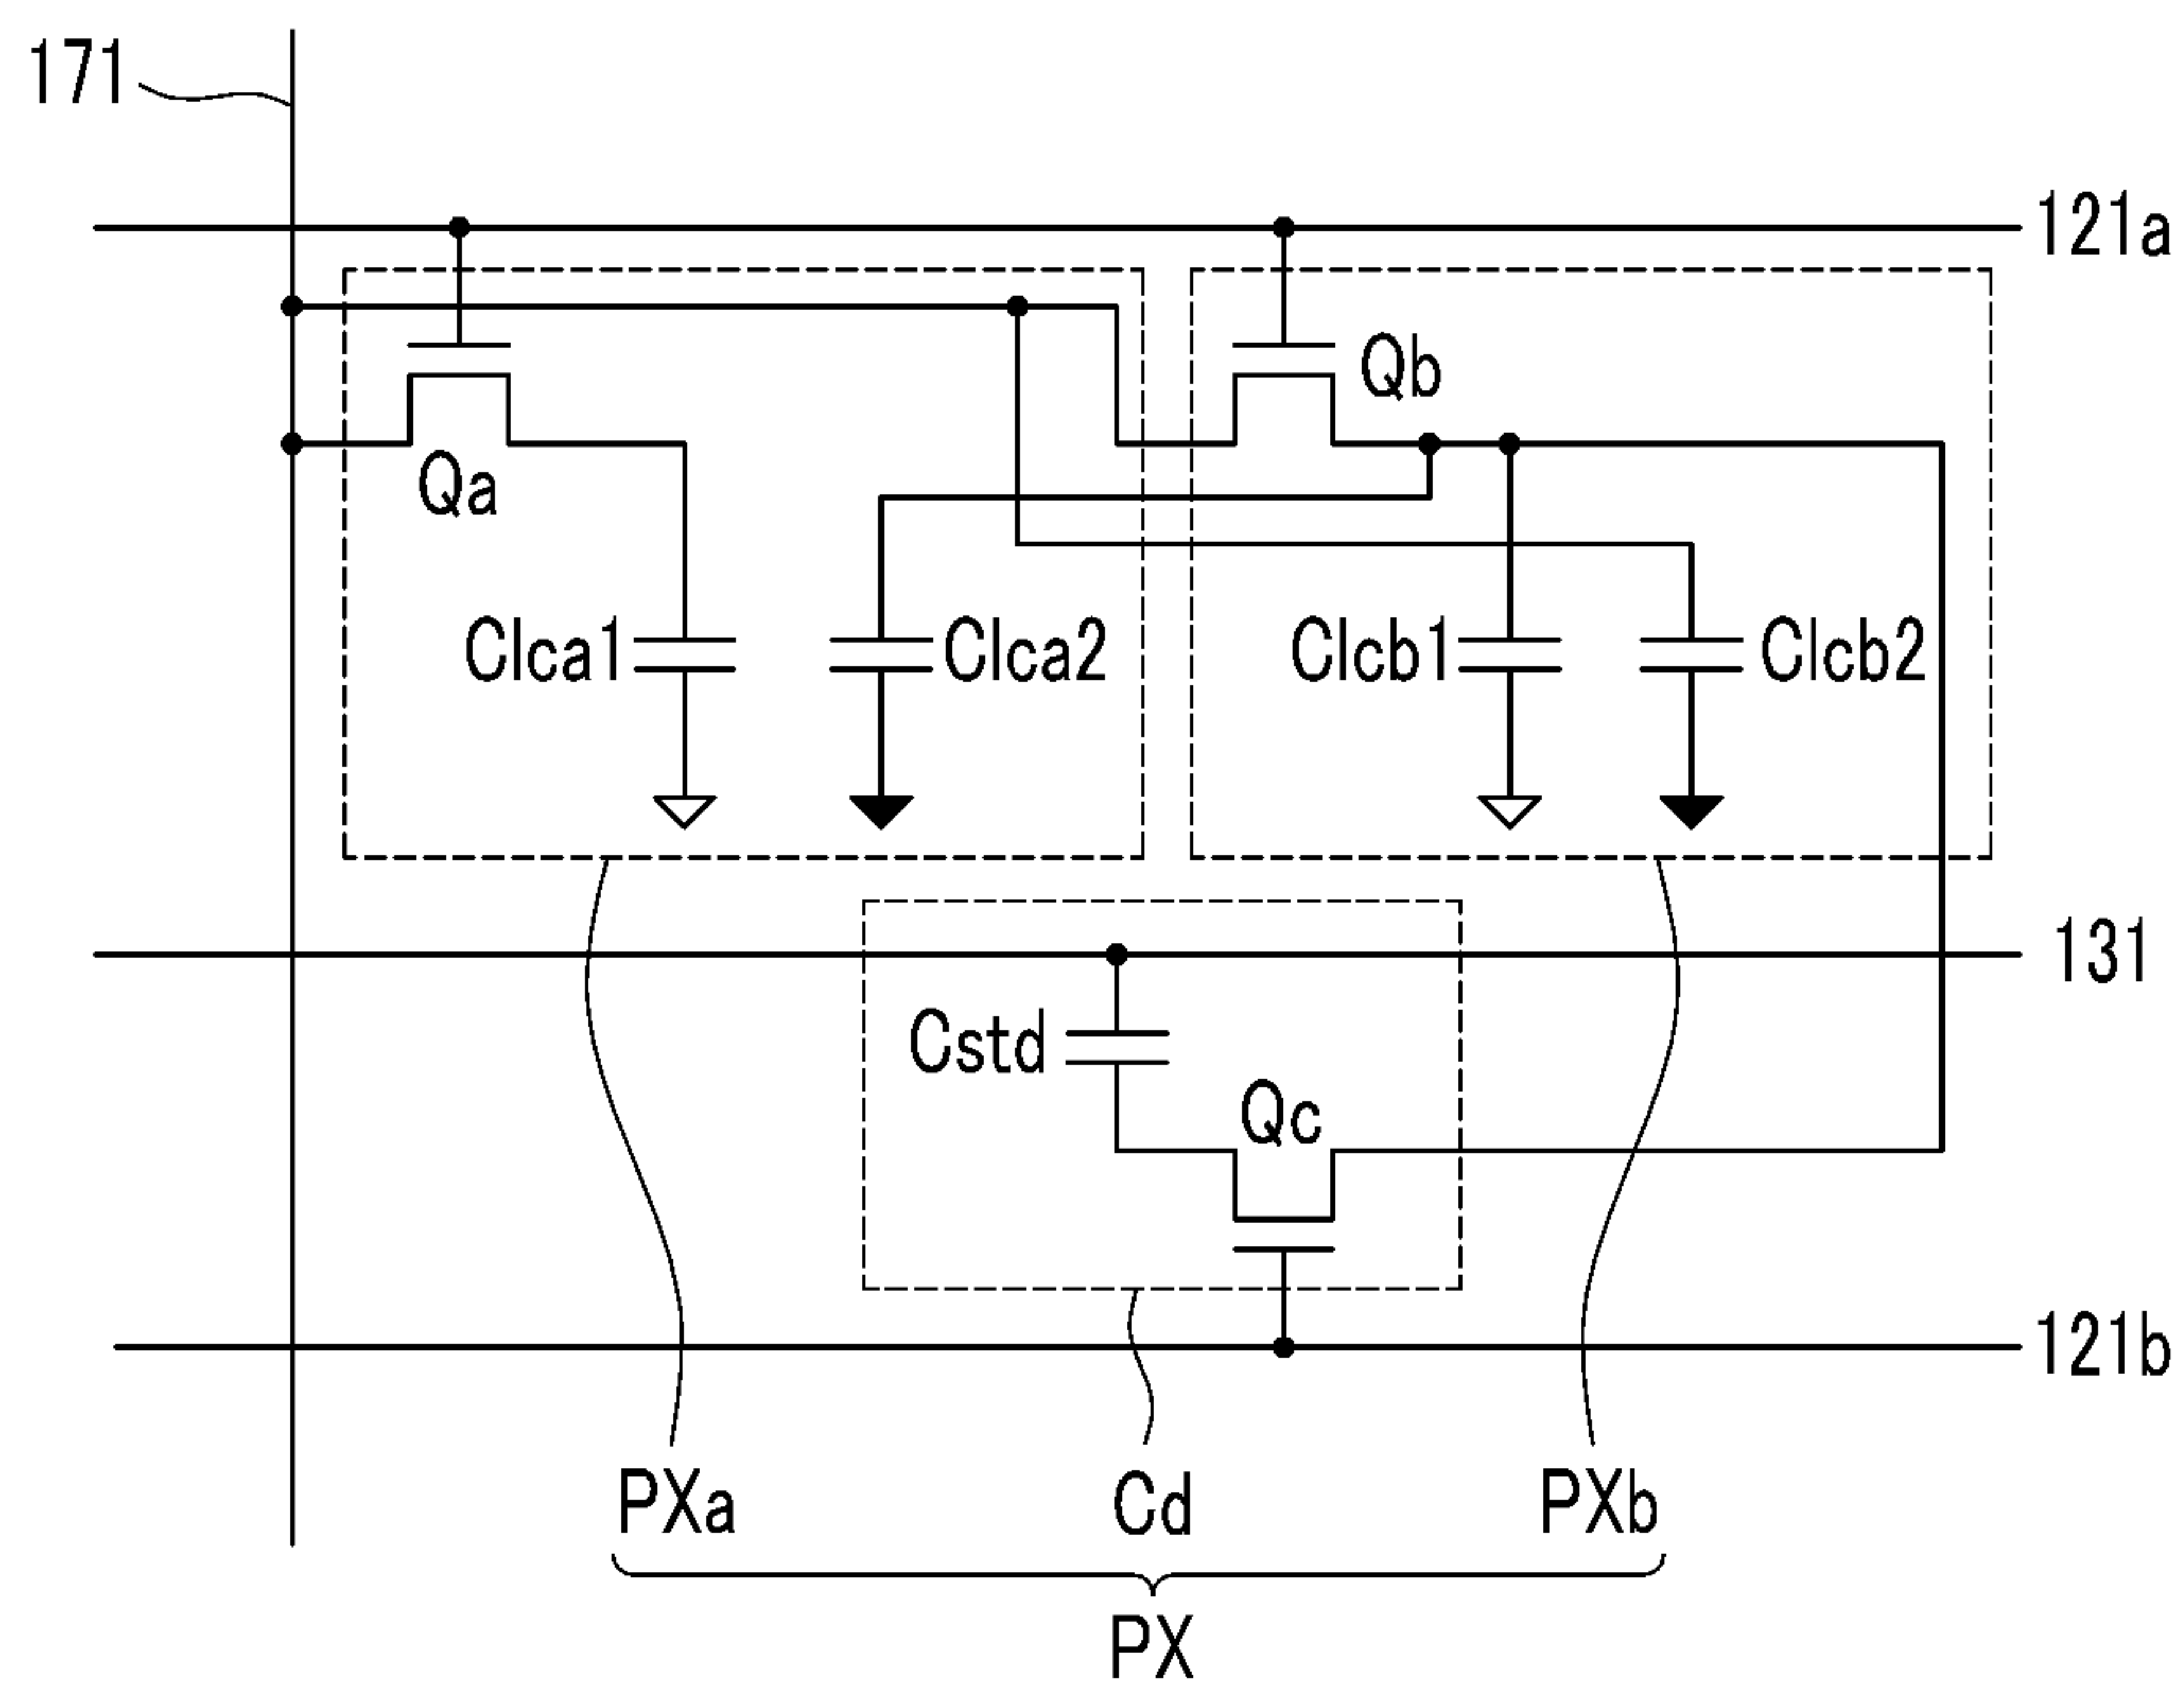 171
121a
Qb
Qa
Clca1
Clca2
Clcb1
Clcb2
131
Cstd
Qc
121b
PXa
Cd
PXb
PX